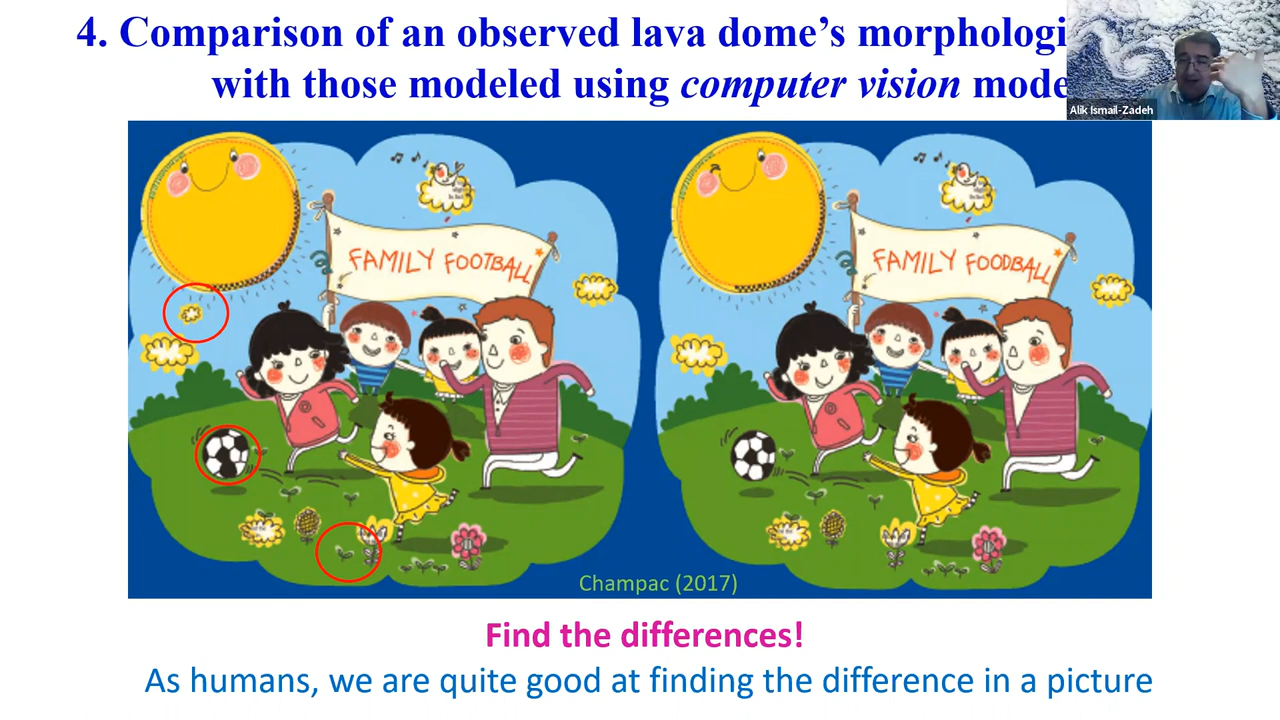 4. Comparison of an observed lava dome's morphologi
with those modeled using computer vision mode
Alik Ismail-Zadeh
FAMILY FOOTBALL
FAMILY FOODBALL
Champac (2017)
Find the differences!
As humans, we are quite good at finding the difference in a picture